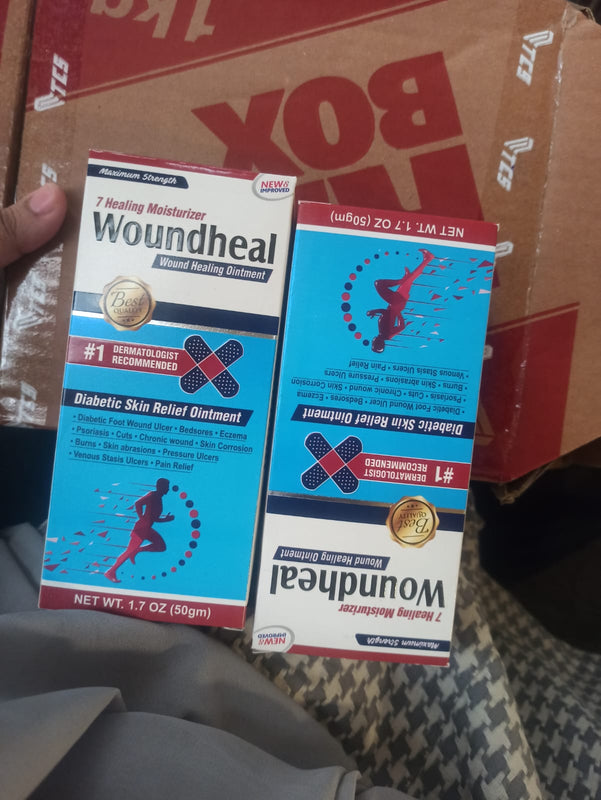 1kg
TCS
TCS
TCS
BOX
Maximum Strength
NEW &
IMPROVED
7 Healing Moisturizer
Woundheal
Wound Healing Ointment
Best
QUALITY
#1 DERMATOLOGIST
RECOMMENDED
Diabetic Skin Relief Ointment
• Diabetic Foot Wound Ulcer • Bedsores • Eczema
• Psoriasis • Cuts • Chronic wound • Skin Corrosion
• Burns • Skin abrasions • Pressure Ulcers
• Venous Stasis Ulcers • Pain Relief
NET WT. 1.7 OZ (50gm)
Maximum Strength
NEW &
IMPROVED
7 Healing Moisturizer
Woundheal
Wound Healing Ointment
Best
QUALITY
#1 DERMATOLOGIST
RECOMMENDED
Diabetic Skin Relief Ointment
Diabetic Foot Wound Ulcer • Bedsores • Eczema
• Psoriasis • Cuts • Chronic wound • Skin Corrosion
• Burns • Skin abrasions • Pressure Ulcers
• Venous Stasis Ulcers • Pain Relief
NET WT. 1.7 OZ (50gm)